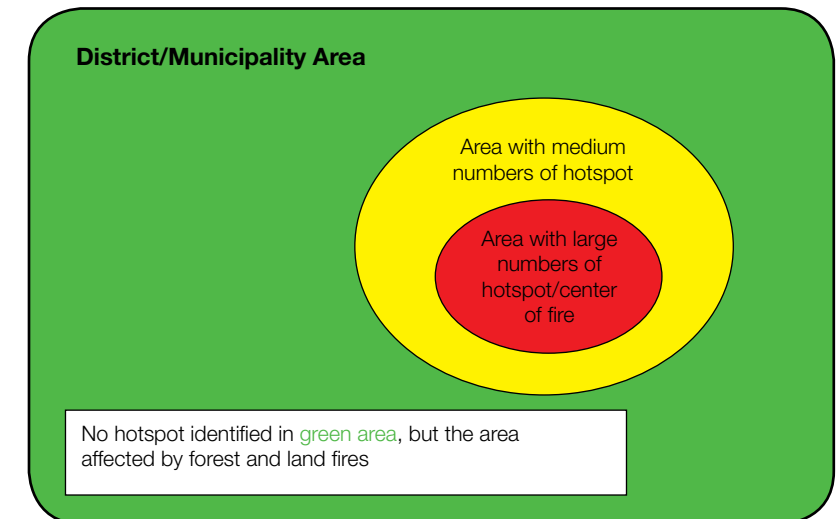 District/Municipality Area
Area with medium
numbers of hotspot
Area with large
numbers of
hotspot/center
of fire
No hotspot identified in green area, but the area
affected by forest and land fires